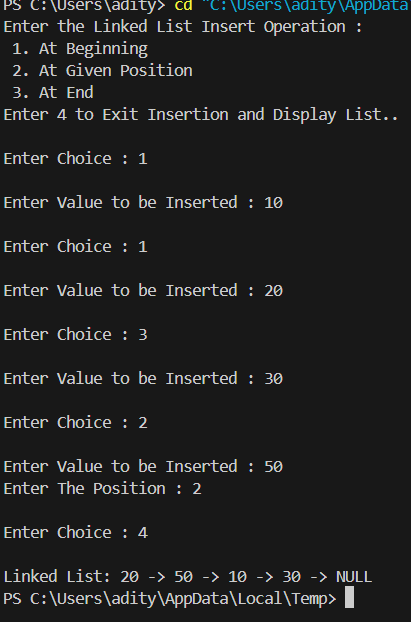 PS C:\Users\adity> cd "C:\Users\adity\AppData
Enter the Linked List Insert Operation :
 1. At Beginning
 2. At Given Position
 3. At End
Enter 4 to Exit Insertion and Display List..
Enter Choice : 1
Enter Value to be Inserted : 10
Enter Choice : 1
Enter Value to be Inserted : 20
Enter Choice : 3
Enter Value to be Inserted : 30
Enter Choice : 2
Enter Value to be Inserted : 50
Enter The Position : 2
Enter Choice : 4
Linked List: 20 -> 50 -> 10 -> 30 -> NULL
PS C:\Users\adity\AppData\Local\Temp>